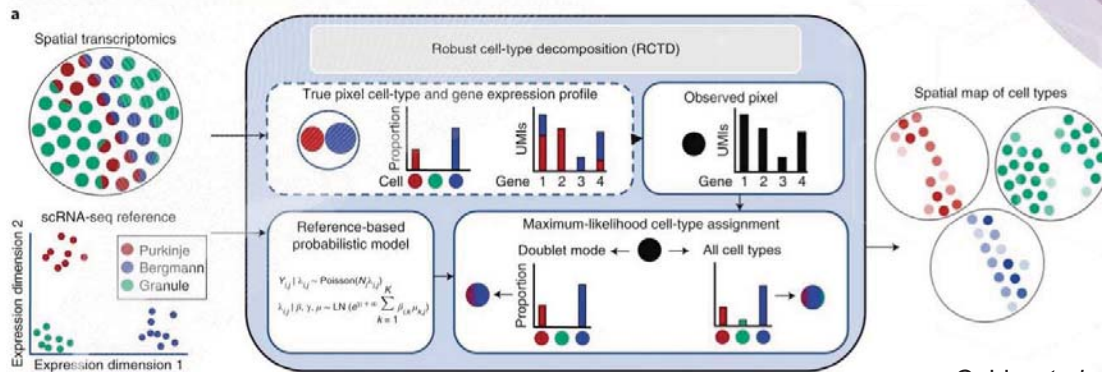 a
Spatial transcriptomics
Robust cell-type decomposition (RCTD)
True pixel cell-type and gene expression profile
Proportion
Cell
UMIs
Gene 1 2 3 4
Observed pixel
UMIs
Gene 1 2 3 4
Spatial map of cell types
scRNA-seq reference
Expression dimension 2
Purkinje
Bergmann
Granule
Expression dimension 1
Reference-based
probabilistic model
Maximum-likelihood cell-type assignment
Doublet mode
All cell types
Proportion